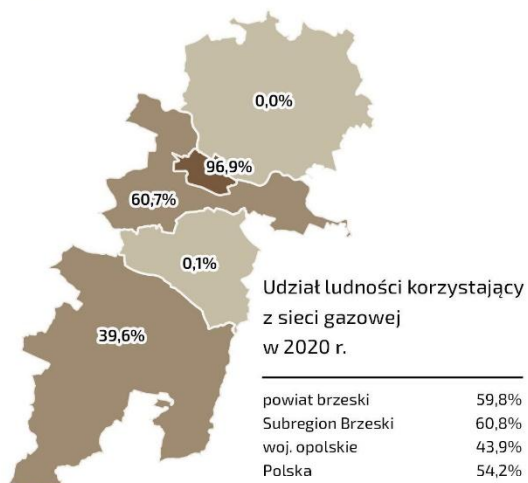 0,0%
96,9%
60,7%
0,1%
39,6%
Udział ludności korzystający
z sieci gazowej
w 2020 r.
powiat brzeski 59,8%
Subregion Brzeski 60,8%
woj. opolskie 43,9%
Polska 54,2%